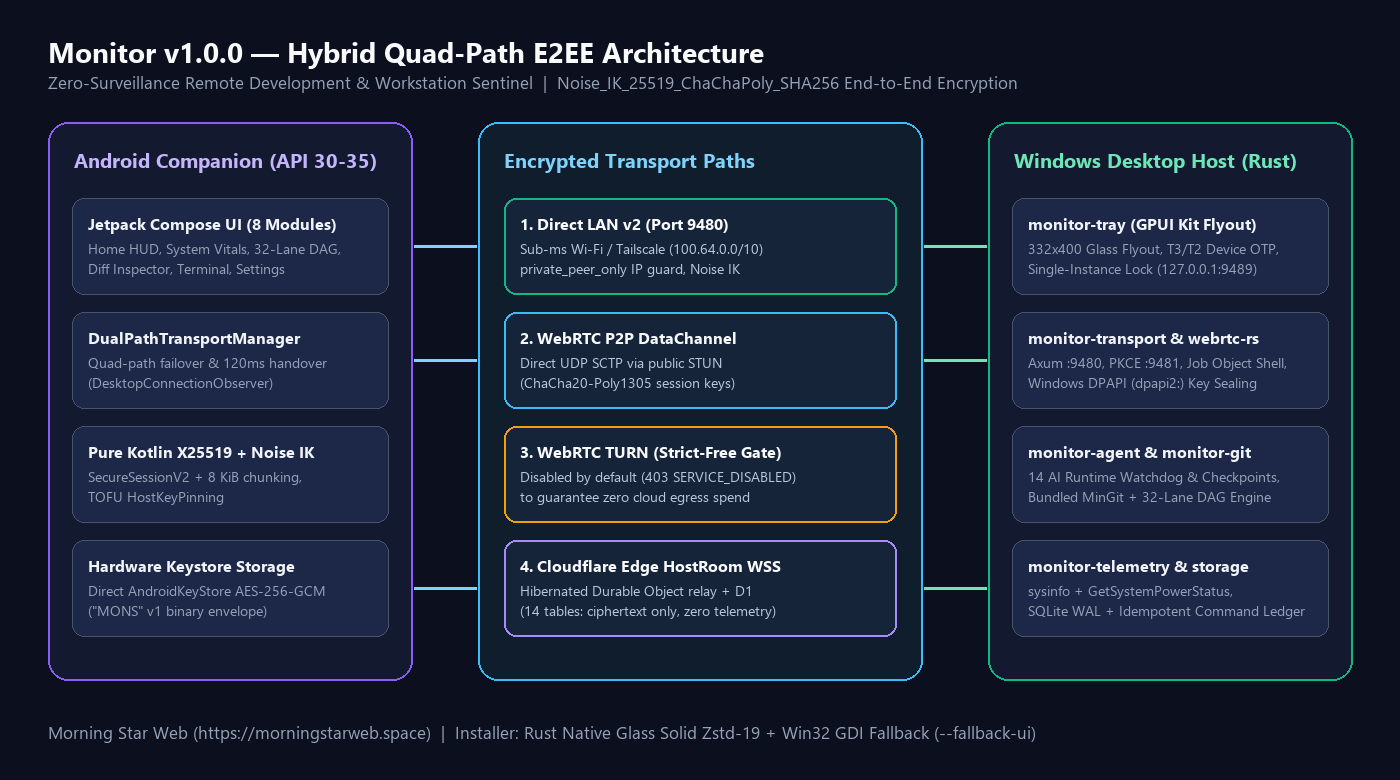 Monitor v1.0.0 — Hybrid Quad-Path E2EE Architecture
Zero-Surveillance Remote Development & Workstation Sentinel | Noise_IK_25519_ChaChaPoly_SHA256 End-to-End Encryption
Android Companion (API 30-35)
Jetpack Compose UI (8 Modules)
Home HUD, System Vitals, 32-Lane DAG,
Diff Inspector, Terminal, Settings
DualPathTransportManager
Quad-path failover & 120ms handover
(DesktopConnectionObserver)
Pure Kotlin X25519 + Noise IK
SecureSessionV2 + 8 KiB chunking,
TOFU HostKeyPinning
Hardware Keystore Storage
Direct AndroidKeyStore AES-256-GCM
("MONS" v1 binary envelope)
Encrypted Transport Paths
1. Direct LAN v2 (Port 9480)
Sub-ms Wi-Fi / Tailscale (100.64.0.0/10)
private_peer_only IP guard, Noise IK
2. WebRTC P2P DataChannel
Direct UDP SCTP via public STUN
(ChaCha20-Poly1305 session keys)
3. WebRTC TURN (Strict-Free Gate)
Disabled by default (403 SERVICE_DISABLED)
to guarantee zero cloud egress spend
4. Cloudflare Edge HostRoom WSS
Hibernated Durable Object relay + D1
(14 tables: ciphertext only, zero telemetry)
Windows Desktop Host (Rust)
monitor-tray (GPUI Kit Flyout)
332x400 Glass Flyout, T3/T2 Device OTP,
Single-Instance Lock (127.0.0.1:9489)
monitor-transport & webrtc-rs
Axum :9480, PKCE :9481, Job Object Shell,
Windows DPAPI (dpapi2:) Key Sealing
monitor-agent & monitor-git
14 AI Runtime Watchdog & Checkpoints,
Bundled MinGit + 32-Lane DAG Engine
monitor-telemetry & storage
sysinfo + GetSystemPowerStatus,
SQLite WAL + Idempotent Command Ledger
Morning Star Web (https://morningstarweb.space) | Installer: Rust Native Glass Solid Zstd-19 + Win32 GDI Fallback (--fallback-ui)